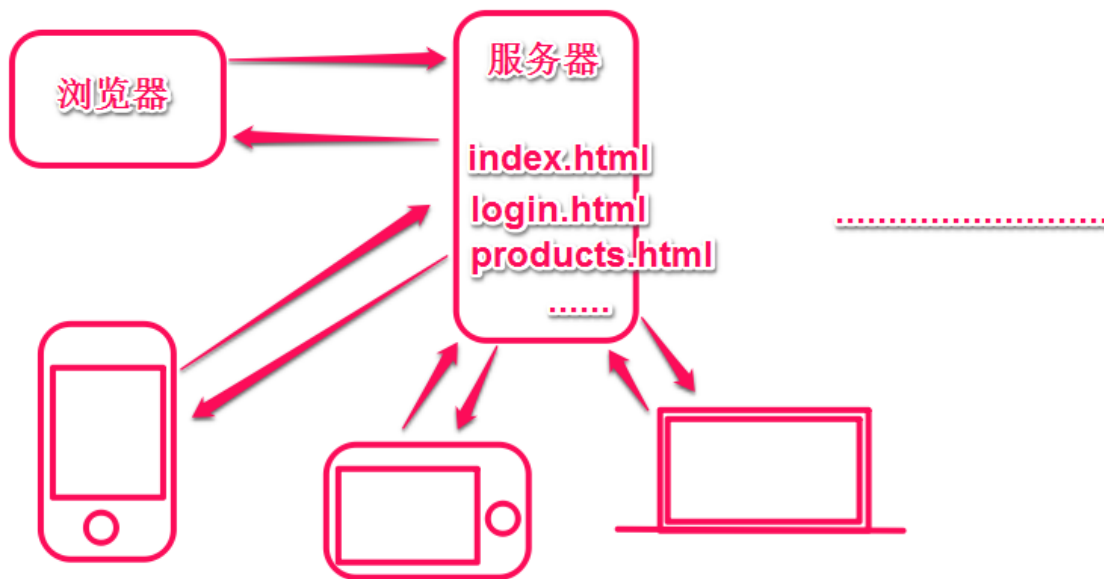 浏览器
服务器
index.html
login.html
products.html
......
...........................